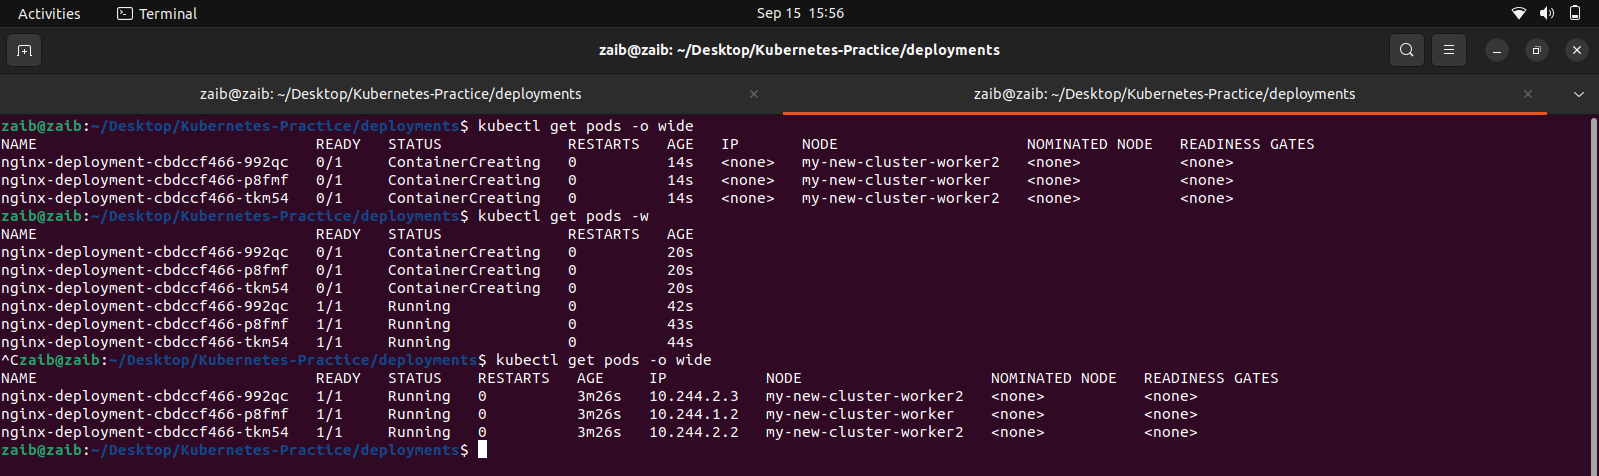 Activities Terminal Sep 15 15:56
zaib@zaib: ~/Desktop/Kubernetes-Practice/deployments
zaib@zaib: ~/Desktop/Kubernetes-Practice/deployments zaib@zaib: ~/Desktop/Kubernetes-Practice/deployments
zaib@zaib:~/Desktop/Kubernetes-Practice/deployments$ kubectl get pods -o wide
NAME READY STATUS RESTARTS AGE IP NODE NOMINATED NODE READINESS GATES
nginx-deployment-cbdccf466-992qc 0/1 ContainerCreating 0 14s <none> my-new-cluster-worker2 <none> <none>
nginx-deployment-cbdccf466-p8fmf 0/1 ContainerCreating 0 14s <none> my-new-cluster-worker <none> <none>
nginx-deployment-cbdccf466-tkm54 0/1 ContainerCreating 0 14s <none> my-new-cluster-worker2 <none> <none>
zaib@zaib:~/Desktop/Kubernetes-Practice/deployments$ kubectl get pods -w
NAME READY STATUS RESTARTS AGE
nginx-deployment-cbdccf466-992qc 0/1 ContainerCreating 0 20s
nginx-deployment-cbdccf466-p8fmf 0/1 ContainerCreating 0 20s
nginx-deployment-cbdccf466-tkm54 0/1 ContainerCreating 0 20s
nginx-deployment-cbdccf466-992qc 1/1 Running 0 42s
nginx-deployment-cbdccf466-p8fmf 1/1 Running 0 43s
nginx-deployment-cbdccf466-tkm54 1/1 Running 0 44s
^Czaib@zaib:~/Desktop/Kubernetes-Practice/deployments$ kubectl get pods -o wide
NAME READY STATUS RESTARTS AGE IP NODE NOMINATED NODE READINESS GATES
nginx-deployment-cbdccf466-992qc 1/1 Running 0 3m26s 10.244.2.3 my-new-cluster-worker2 <none> <none>
nginx-deployment-cbdccf466-p8fmf 1/1 Running 0 3m26s 10.244.1.2 my-new-cluster-worker <none> <none>
nginx-deployment-cbdccf466-tkm54 1/1 Running 0 3m26s 10.244.2.2 my-new-cluster-worker2 <none> <none>
zaib@zaib:~/Desktop/Kubernetes-Practice/deployments$